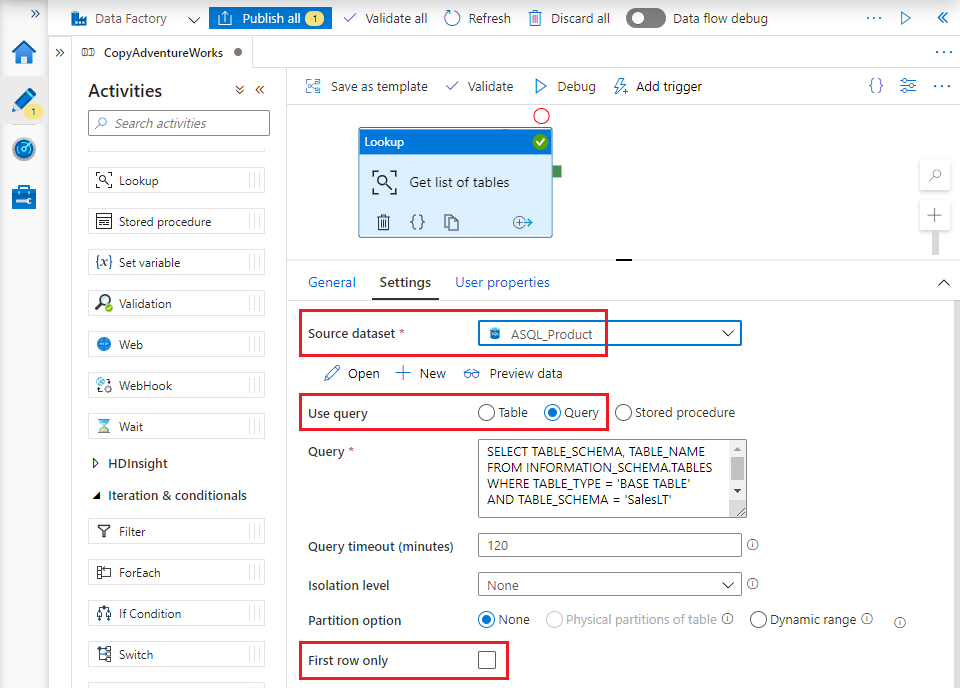 Data Factory
Publish all 1
Validate all
Refresh
Discard all
Data flow debug
1
CopyAdventureWorks
Activities
Search activities
Lookup
Stored procedure
{x} Set variable
Validation
Web
WebHook
Wait
HDInsight
Iteration & conditionals
Filter
ForEach
If Condition
Switch
Save as template
Validate
Debug
Add trigger
{}
Lookup
Get list of tables
{}
General
Settings
User properties
Source dataset *
SQL ASQL_Product
Open
New
Preview data
Use query
Table
Query
Stored procedure
Query *
SELECT TABLE_SCHEMA, TABLE_NAME
FROM INFORMATION_SCHEMA.TABLES
WHERE TABLE_TYPE = 'BASE TABLE'
AND TABLE_SCHEMA = 'SalesLT'
Query timeout (minutes)
120
Isolation level
None
Partition option
None
Physical partitions of table
Dynamic range
First row only